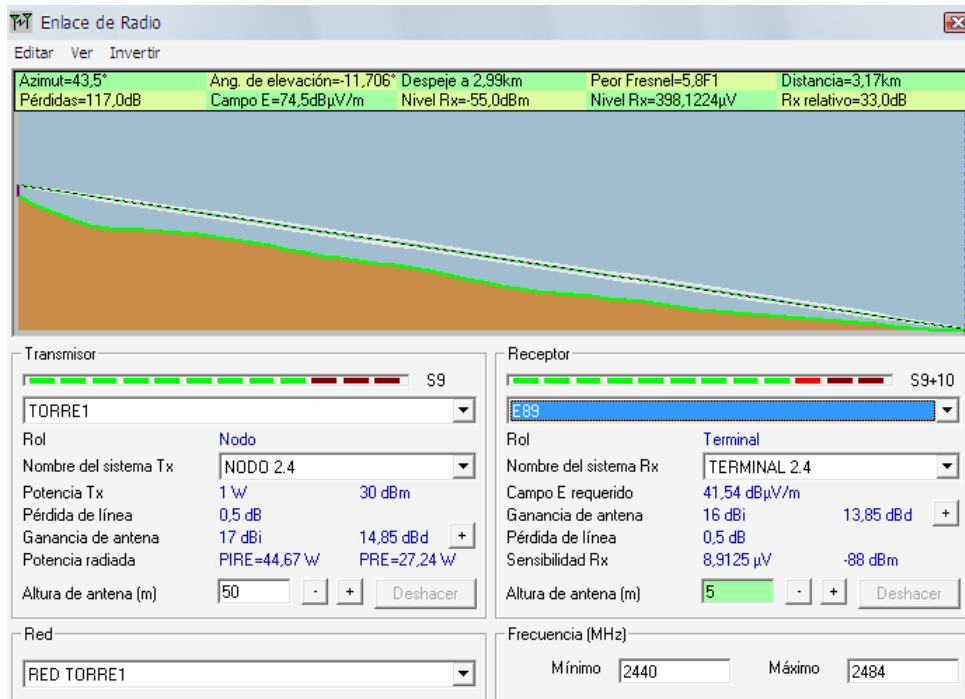 Enlace de Radio
Editar Ver Invertir
Azimut=43,5° Ang. de elevación=-11,706° Despeje a 2,99km Peor Fresnel=5,8F1 Distancia=3,17km
Pérdidas=117,0dB Campo E=74,5dBµV/m Nivel Rx=-55,0dBm Nivel Rx=398,1224µV Rx relativo=33,0dB
Transmisor
S9
TORRE1
Rol Nodo
Nombre del sistema Tx NODO 2.4
Potencia Tx 1 W 30 dBm
Pérdida de línea 0,5 dB
Ganancia de antena 17 dBi 14,85 dBd +
Potencia radiada PIRE=44,67 W PRE=27,24 W
Altura de antena (m) 50 - + Deshacer
Red
RED TORRE1
Receptor
S9+10
E89
Rol Terminal
Nombre del sistema Rx TERMINAL 2.4
Campo E requerido 41,54 dBµV/m
Ganancia de antena 16 dBi 13,85 dBd +
Pérdida de línea 0,5 dB
Sensibilidad Rx 8,9125 µV -88 dBm
Altura de antena (m) 5 - + Deshacer
Frecuencia (MHz)
Mínimo 2440 Máximo 2484